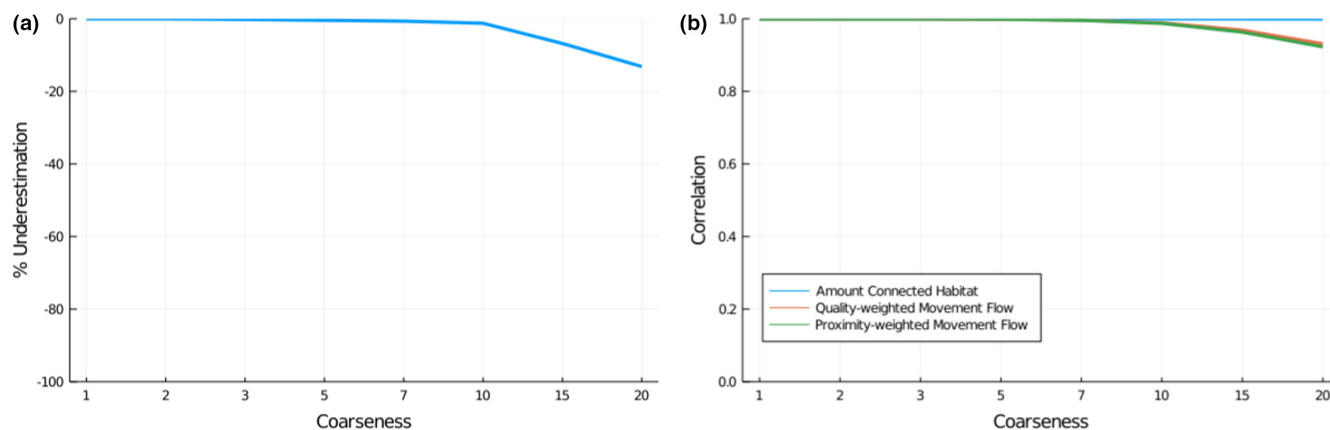 (a)
0
-20
-40
-60
-80
-100
% Underestimation
1 2 3 5 7 10 15 20
Coarseness
(b)
1.0
0.8
0.6
0.4
0.2
0.0
Correlation
Amount Connected Habitat
Quality-weighted Movement Flow
Proximity-weighted Movement Flow
1 2 3 5 7 10 15 20
Coarseness